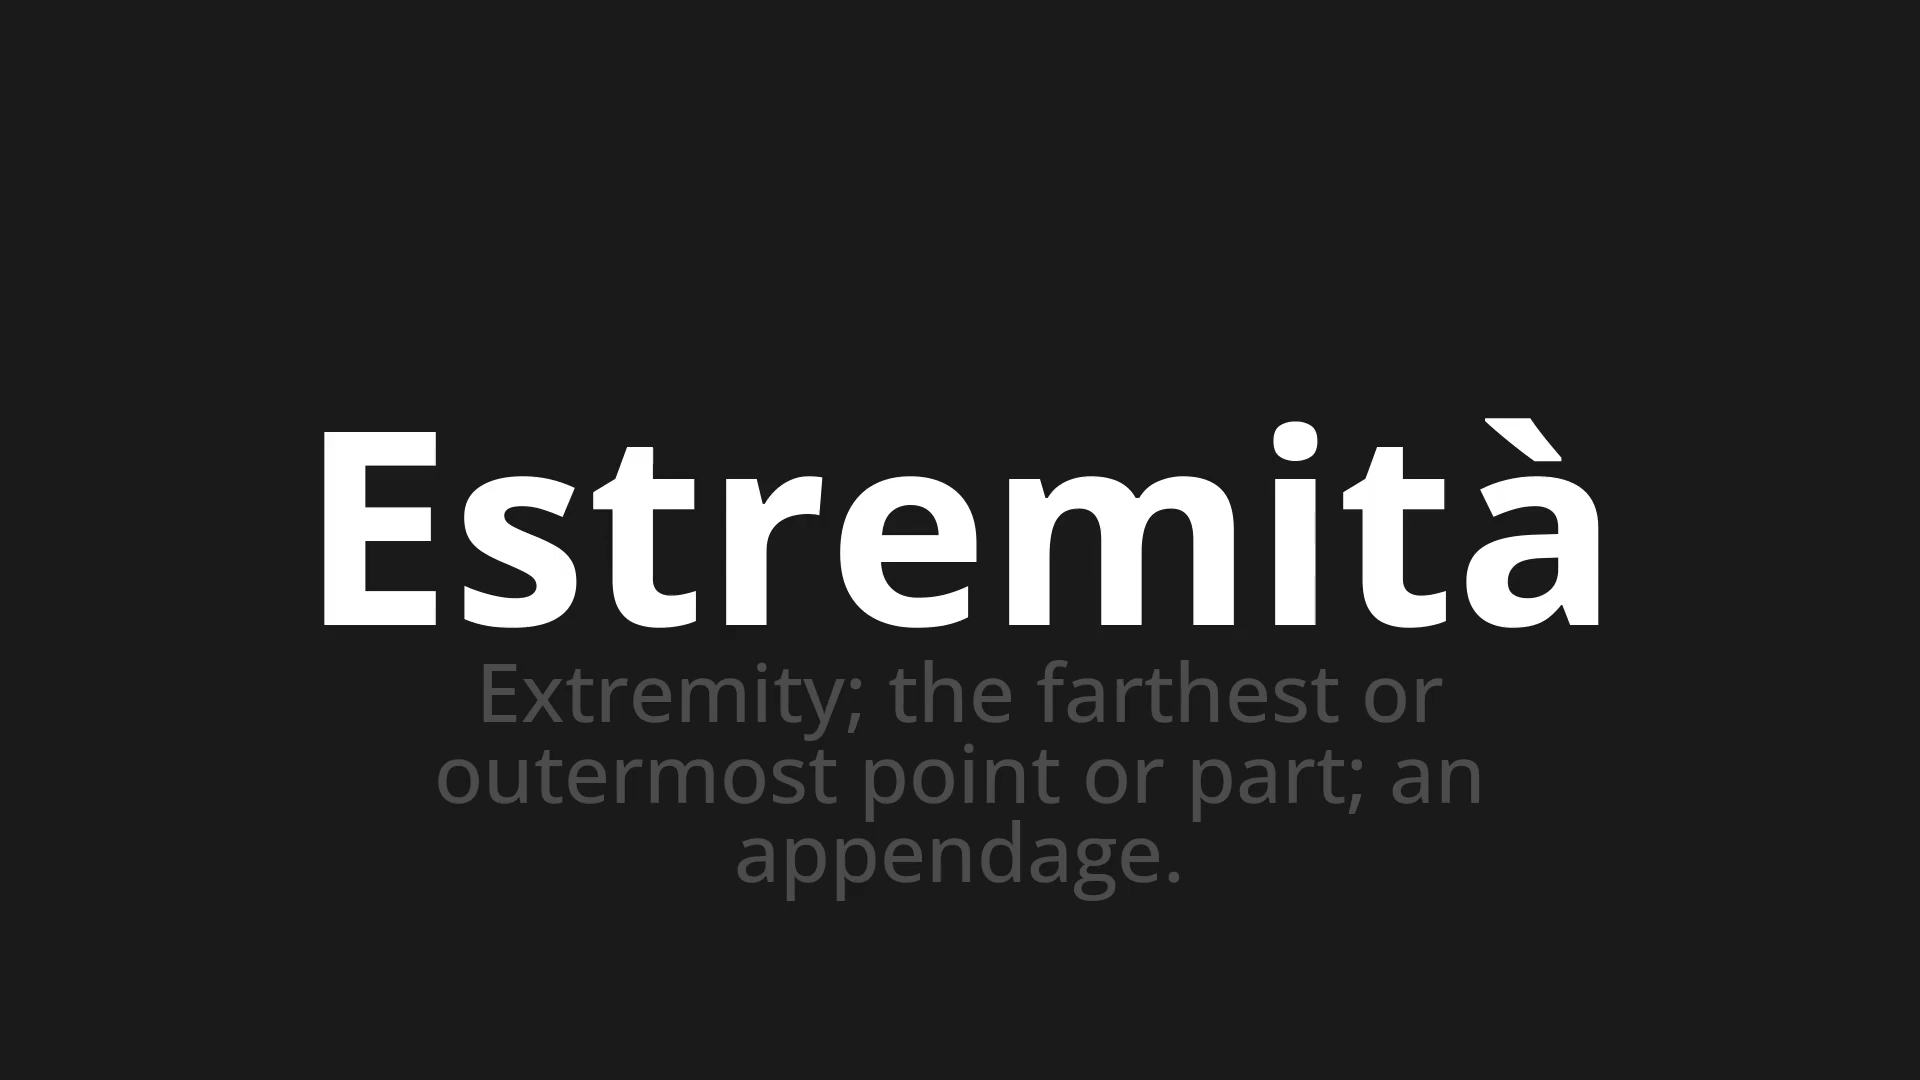 Estremità
Extremity; the farthest or
outermost point or part; an
appendage.